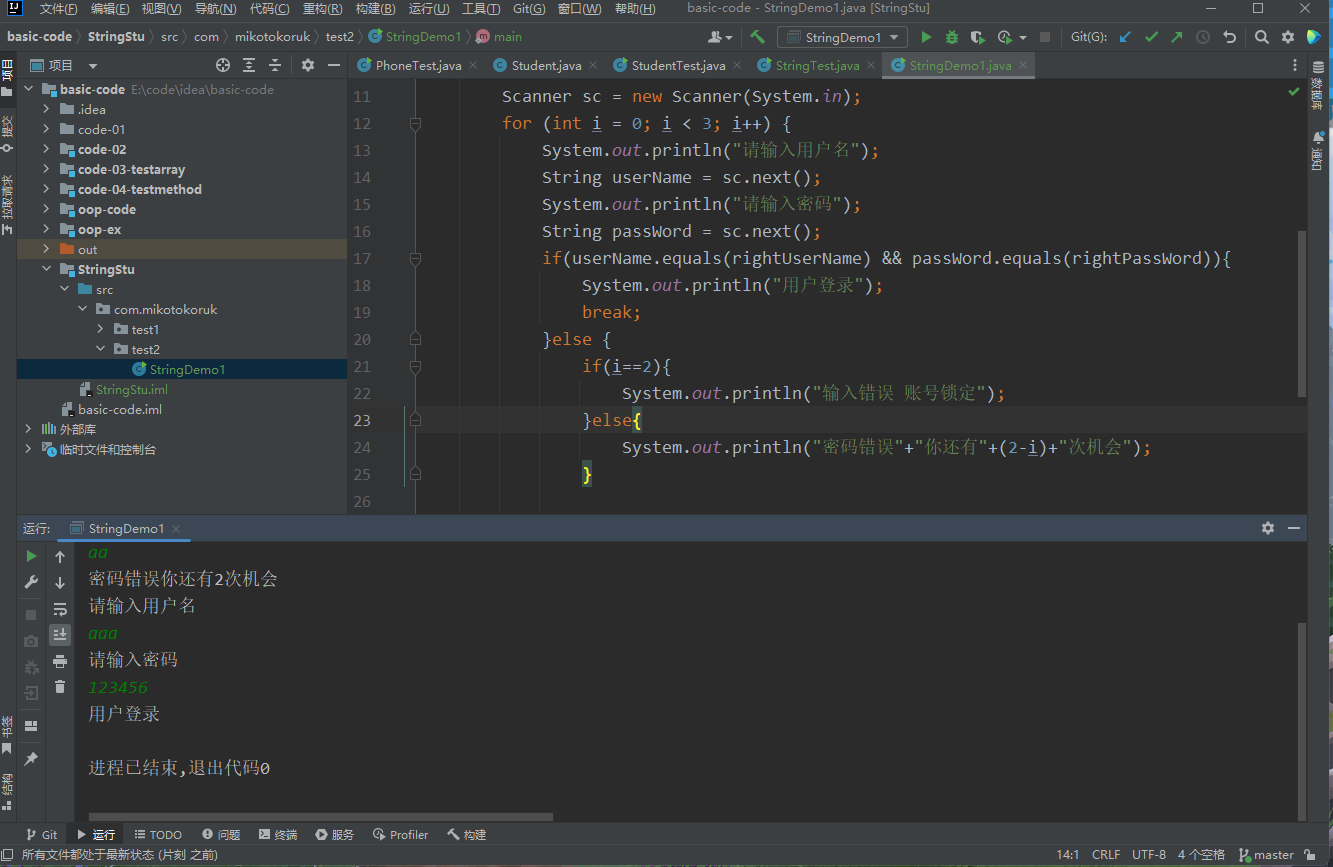 文件(F) 编辑(E) 视图(V) 导航(N) 代码(C) 重构(R) 构建(B) 运行(U) 工具(T) Git(G) 窗口(W) 帮助(H) basic-code - StringDemo1.java [StringStu]
basic-code StringStu src com mikotokoruk test2 StringDemo1 main StringDemo1 Git(G):
项目 PhoneTest.java Student.java StudentTest.java StringTest.java StringDemo1.java
项目
提交
拉取请求
basic-code E:\code\idea\basic-code
.idea
code-01
code-02
code-03-testarray
code-04-testmethod
oop-code
oop-ex
out
StringStu
src
com.mikotokoruk
test1
test2
StringDemo1
StringStu.iml
basic-code.iml
外部库
临时文件和控制台
11 Scanner sc = new Scanner(System.in);
12 for (int i = 0; i < 3; i++) {
13 System.out.println("请输入用户名");
14 String userName = sc.next();
15 System.out.println("请输入密码");
16 String passWord = sc.next();
17 if(userName.equals(rightUserName) && passWord.equals(rightPassWord)){
18 System.out.println("用户登录");
19 break;
20 }else {
21 if(i==2){
22 System.out.println("输入错误 账号锁定");
23 }else{
24 System.out.println("密码错误"+"你还有"+(2-i)+"次机会");
25 }
26
数据库
通知
运行: StringDemo1
aa
密码错误你还有2次机会
请输入用户名
aaa
请输入密码
123456
用户登录
进程已结束,退出代码0
书签
结构
Git 运行 TODO 问题 终端 服务 Profiler 构建
所有文件都处于最新状态 (片刻 之前) 14:1 CRLF UTF-8 4 个空格 master